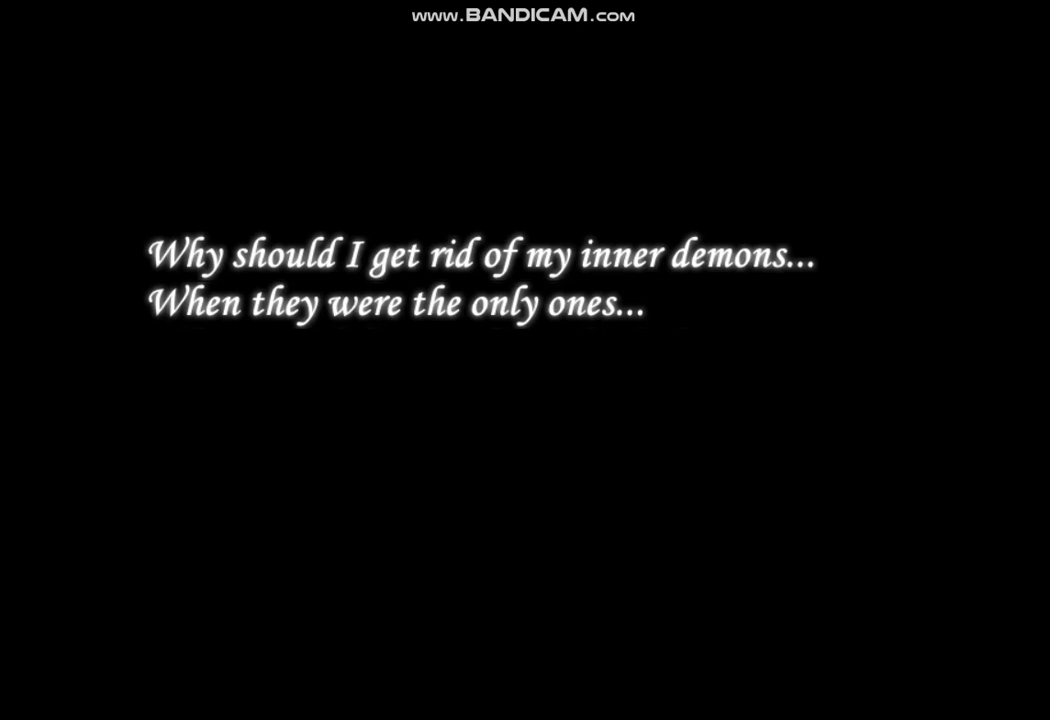 www.BANDICAM.com
Why should I get rid of my inner demons...
When they were the only ones...